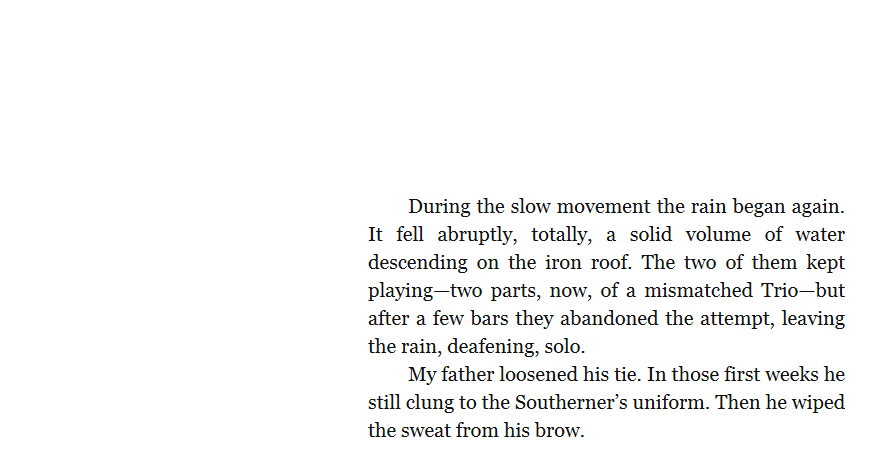 During the slow movement the rain began again.
It fell abruptly, totally, a solid volume of water
descending on the iron roof. The two of them kept
playing—two parts, now, of a mismatched Trio—but
after a few bars they abandoned the attempt, leaving
the rain, deafening, solo.
My father loosened his tie. In those first weeks he
still clung to the Southerner’s uniform. Then he wiped
the sweat from his brow.